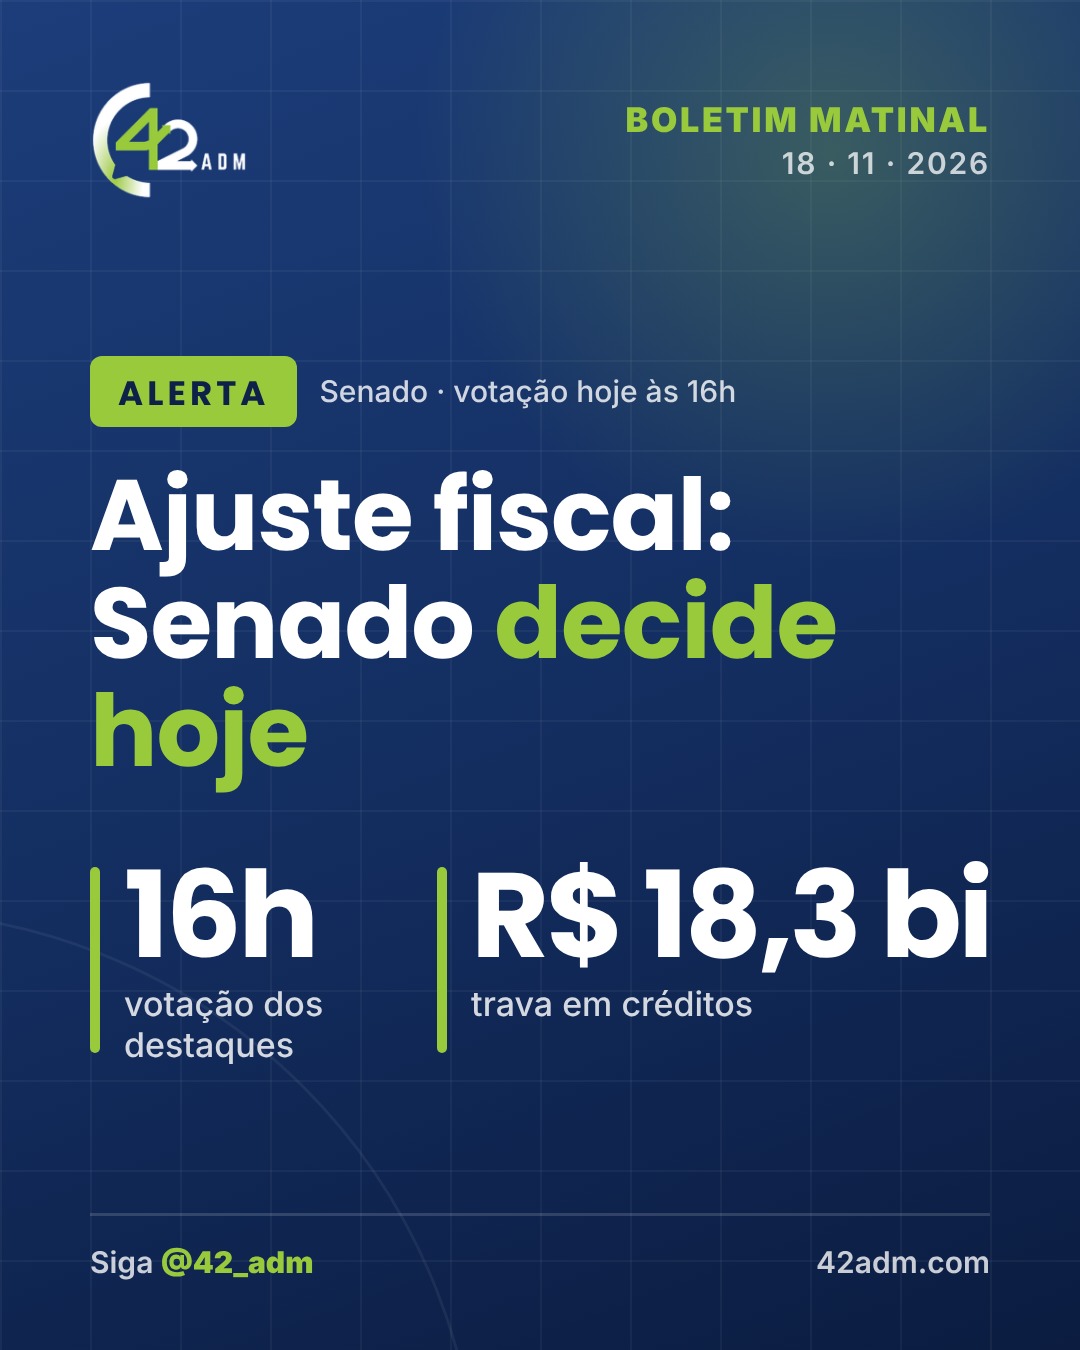 42 ADM
BOLETIM MATINAL
18 · 11 · 2026
ALERTA
Senado · votação hoje às 16h
Ajuste fiscal:
Senado decide
hoje
16h
votação dos
destaques
R$ 18,3 bi
trava em créditos
Siga @42_adm
42adm.com